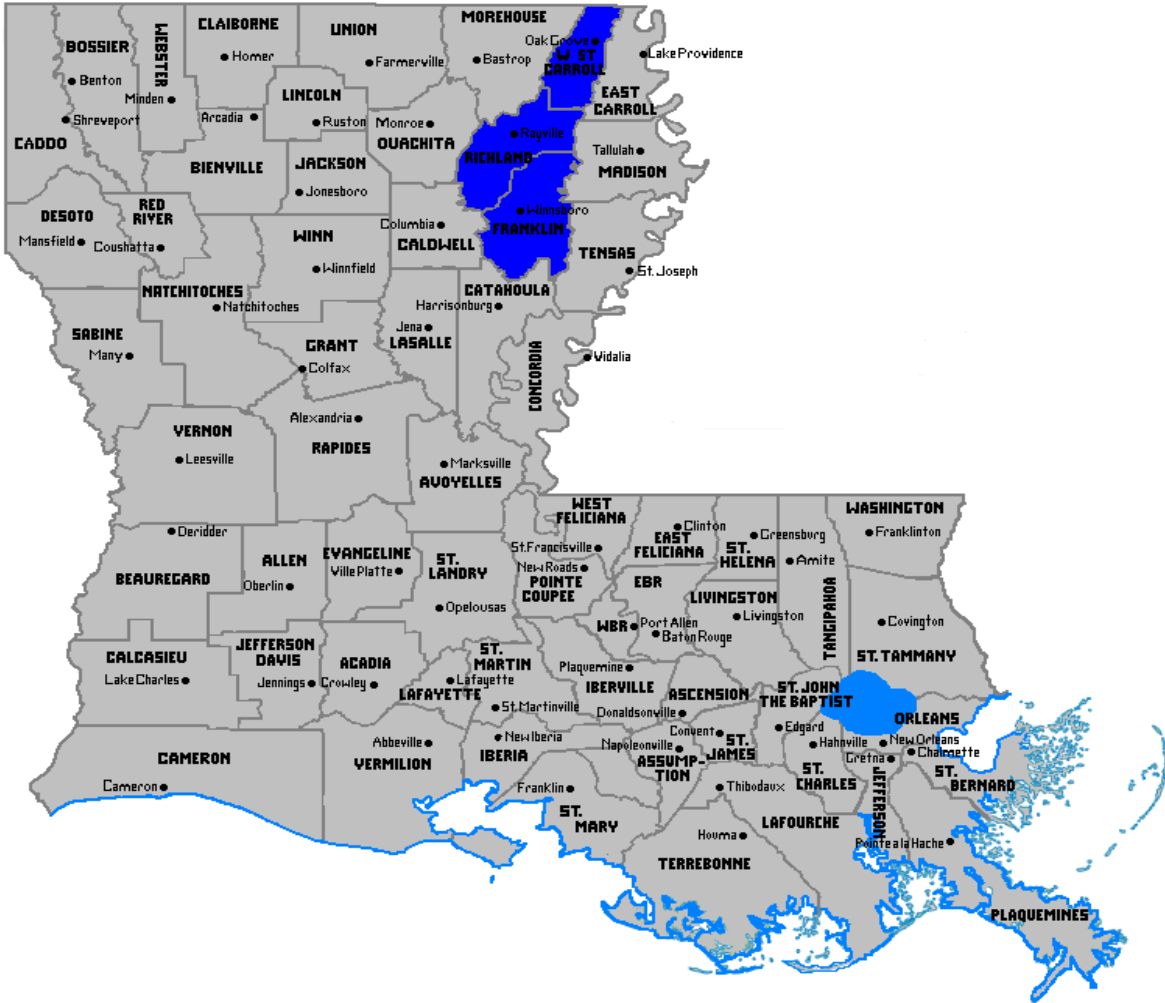 CLAIBORNE
UNION
MOREHOUSE
BOSSIER
WEBSTER
Homer
Farmerville
Bastrop
Oak Grove
W ST
CARROLL
Lake Providence
Benton
Minden
LINCOLN
EAST
CARROLL
Shreveport
Arcadia
Ruston
Monroe
OUACHITA
Rayville
CADDO
RICHLAND
Tallulah
MADISON
BIENVILLE
JACKSON
Jonesboro
DESOTO
RED
RIVER
Mansfield
Coushatta
WINN
Columbia
CALDWELL
Winnsboro
FRANKLIN
TENSAS
Winnfield
St. Joseph
NATCHITOCHES
Natchitoches
CATAHOULA
Harrisonburg
SABINE
Many
GRANT
Colfax
Jena
LASALLE
CONCORDIA
Vidalia
Alexandria
RAPIDES
VERNON
Leesville
Marksville
AVOYELLES
WEST
FELICIANA
WASHINGTON
Deridder
BEAUREGARD
ALLEN
Oberlin
EVANGELINE
Ville Platte
ST.
LANDRY
Opelousas
St. Francisville
New Roads
POINTE
COUPEE
Clinton
EAST
FELICIANA
Greensburg
ST.
HELENA
Amite
Franklinton
EBR
LIVINGSTON
Livingston
TANGIPAHOA
WBR
Port Allen
Baton Rouge
Covington
ST. TAMMANY
CALCASIEU
Lake Charles
JEFFERSON
DAVIS
Jennings
ACADIA
Crowley
LAFAYETTE
Lafayette
ST.
MARTIN
St. Martinville
Plaquemine
IBERVILLE
ASCENSION
Donaldsonville
ST. JOHN
THE BAPTIST
Edgard
ORLEANS
New Orleans
Chalmette
CAMERON
Cameron
Abbeville
VERMILION
New Iberia
IBERIA
Napoleonville
ASSUMP-
TION
Convent
ST.
JAMES
Hahnville
ST.
CHARLES
Gretna
JEFFERSON
ST.
BERNARD
Franklin
ST.
MARY
Thibodaux
LAFOURCHE
Houma
TERREBONNE
Pointe a la Hache
PLAQUEMINES